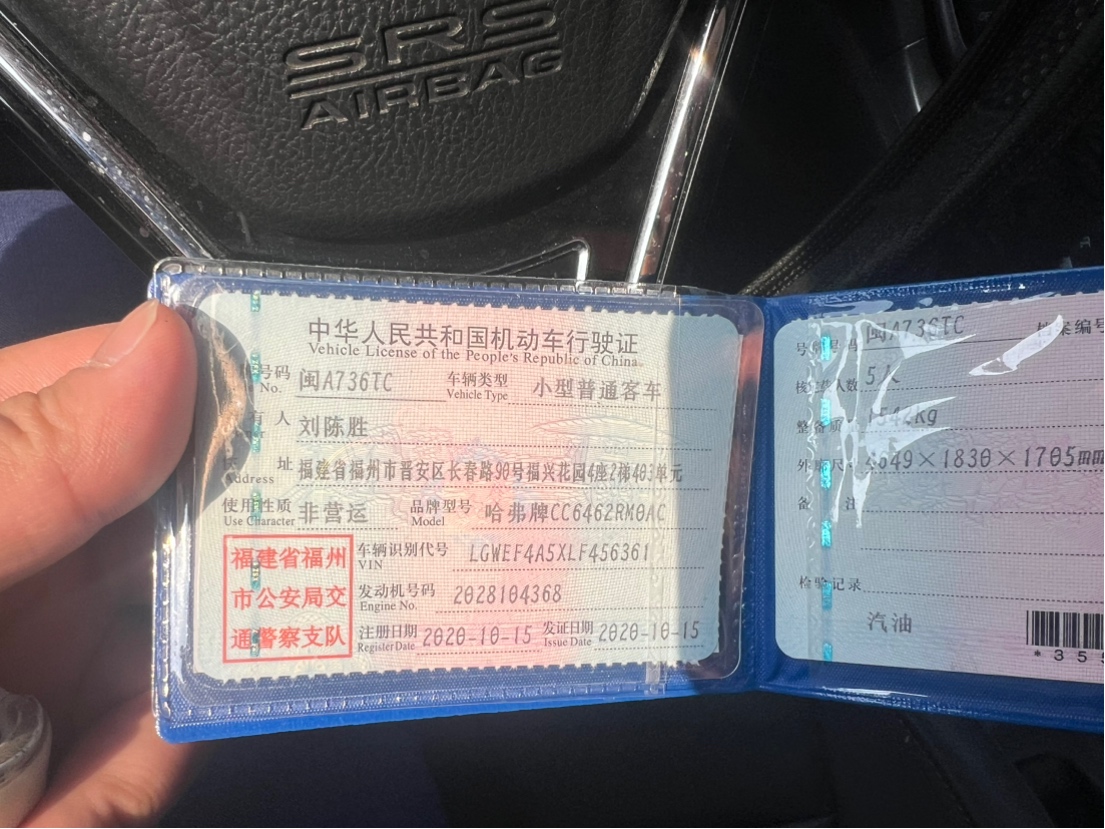 SRS
AIRBAG
中华人民共和国机动车行驶证
Vehicle License of the People's Republic of China
号码 闽A736TC 车辆类型 小型普通客车
No. Vehicle Type
人 刘陈胜
址 福建省福州市晋安区长春路90号福兴花园4座2梯403单元
Address
使用性质 非营运 品牌型号 哈弗牌CC6462RM0AC
Use Character Model
福建省福州
市公安局交
通警察支队
车辆识别代号 LGWEF4A5XLF456361
VIN
发动机号码 2028104368
Engine No.
注册日期 2020-10-15 发证日期 2020-10-15
Register Date Issue Date
闽A736TC 档案编号
人数 5人
整备质 Kg
外 尺 4649×1830×1705mm
备 注
检验记录
汽油
*355